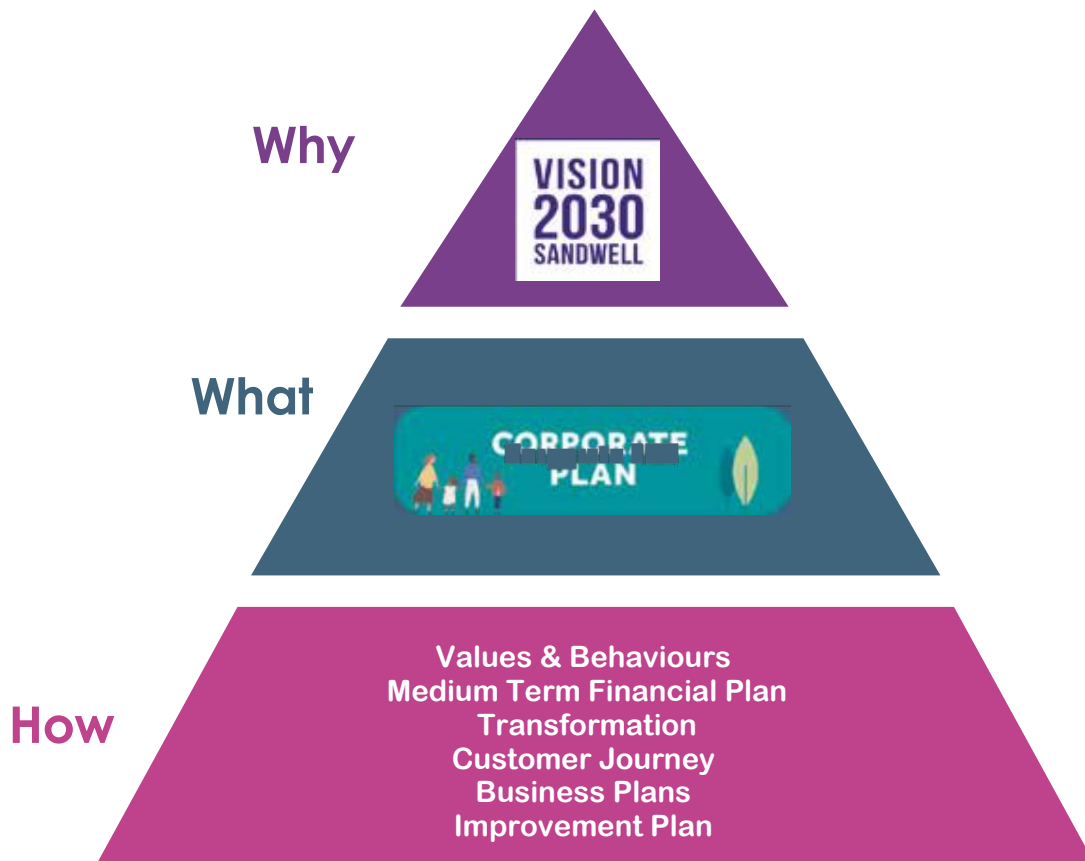 Why
VISION
2030
SANDWELL
What
CORPORATE
PLAN
How
Values & Behaviours
Medium Term Financial Plan
Transformation
Customer Journey
Business Plans
Improvement Plan